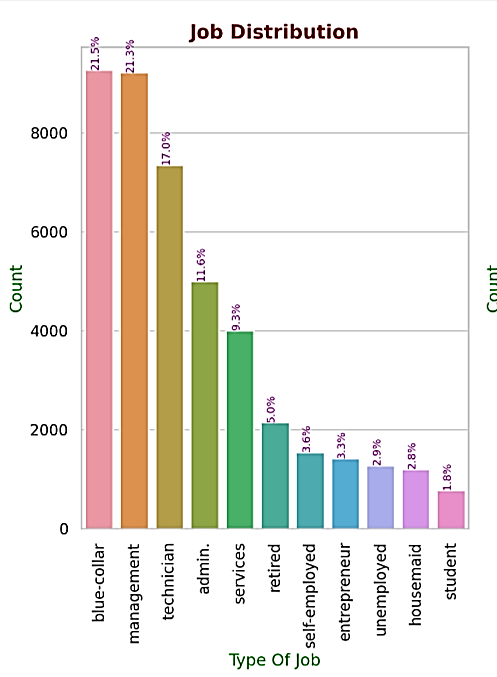 Job Distribution
21.5%
21.3%
17.0%
11.6%
9.3%
5.0%
3.6%
3.3%
2.9%
2.8%
1.8%
8000
6000
4000
2000
0
Count
Count
blue-collar
management
technician
admin.
services
retired
self-employed
entrepreneur
unemployed
housemaid
student
Type Of Job